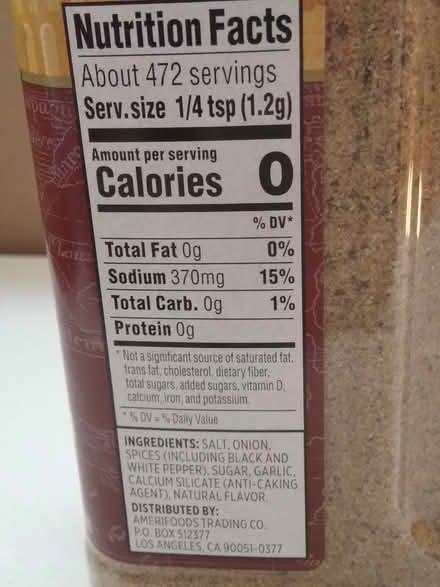 Nutrition Facts
About 472 servings
Serv. size 1/4 tsp (1.2g)
Amount per serving
Calories 0
% DV*
Total Fat 0g 0%
Sodium 370mg 15%
Total Carb. 0g 1%
Protein 0g
* Not a significant source of saturated fat,
trans fat, cholesterol, dietary fiber,
total sugars, added sugars, vitamin D,
calcium, iron, and potassium.
* % DV = % Daily Value
INGREDIENTS: SALT, ONION,
SPICES (INCLUDING BLACK AND
WHITE PEPPER), SUGAR, GARLIC,
CALCIUM SILICATE (ANTI-CAKING
AGENT), NATURAL FLAVOR.
DISTRIBUTED BY:
AMERIFOODS TRADING CO.
P.O. BOX 512377
LOS ANGELES, CA 90051-0377